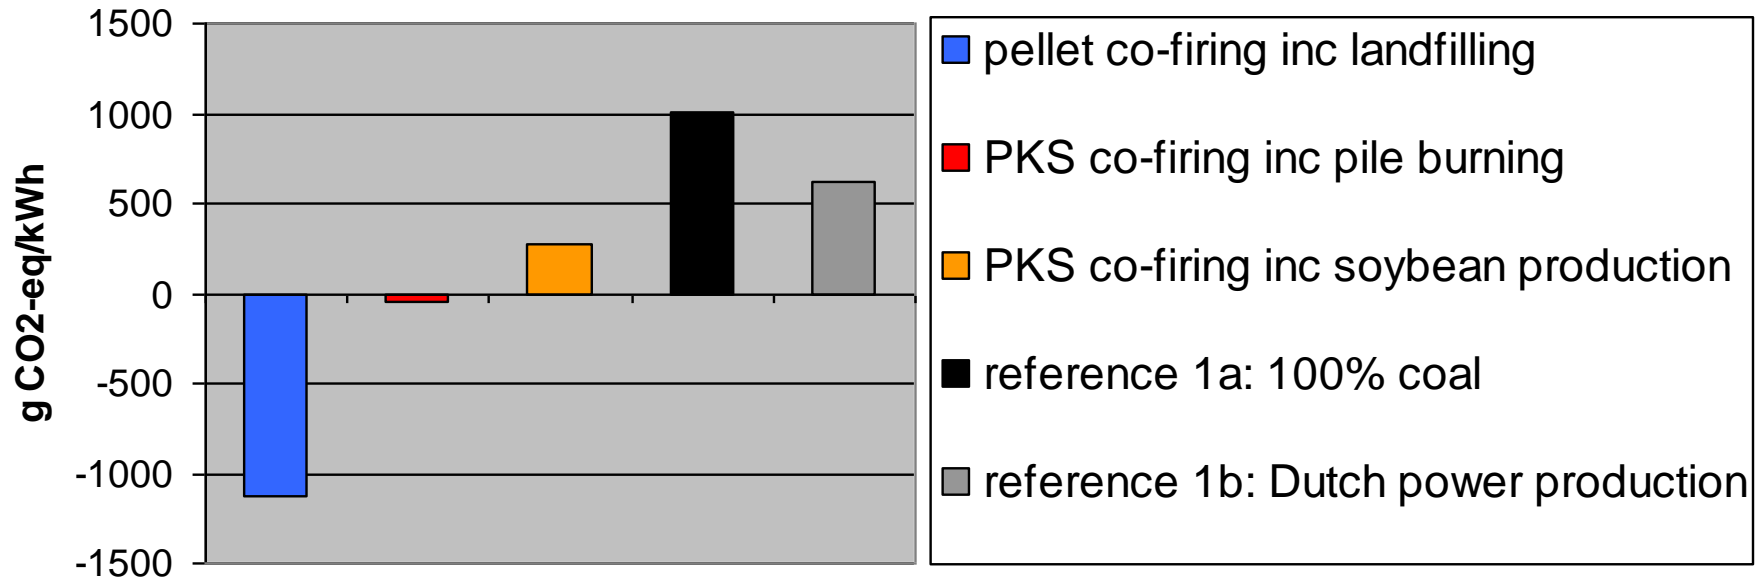 g CO2-eq/kWh
1500
1000
500
0
-500
-1000
-1500
pellet co-firing inc landfilling
PKS co-firing inc pile burning
PKS co-firing inc soybean production
reference 1a: 100% coal
reference 1b: Dutch power production